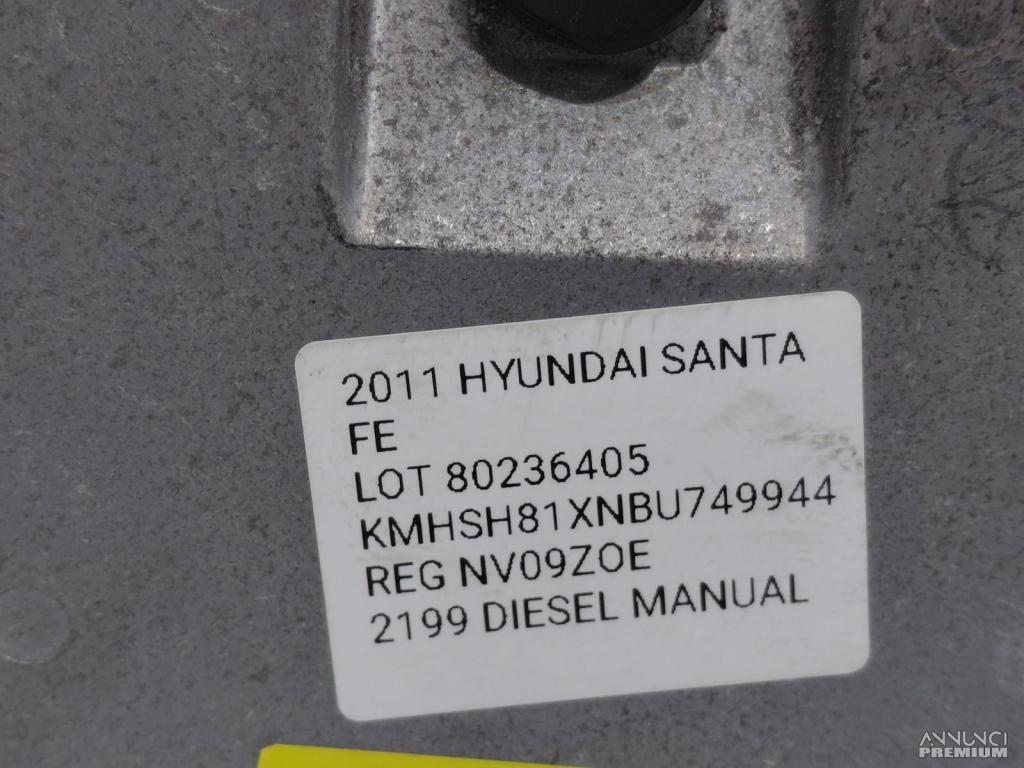 2011 HYUNDAI SANTA
FE
LOT 80236405
KMHSH81XNBU749944
REG NV09ZOE
2199 DIESEL MANUAL
ANNUNCI
PREMIUM